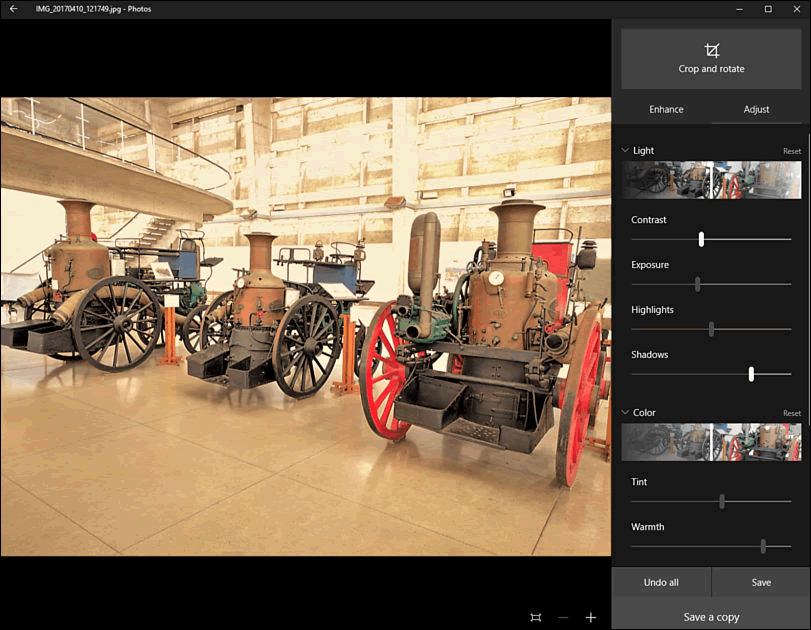 IMG_20170410_121749.jpg - Photos
Crop and rotate
Enhance Adjust
Light Reset
Contrast
Exposure
Highlights
Shadows
Color Reset
Tint
Warmth
Undo all Save
Save a copy